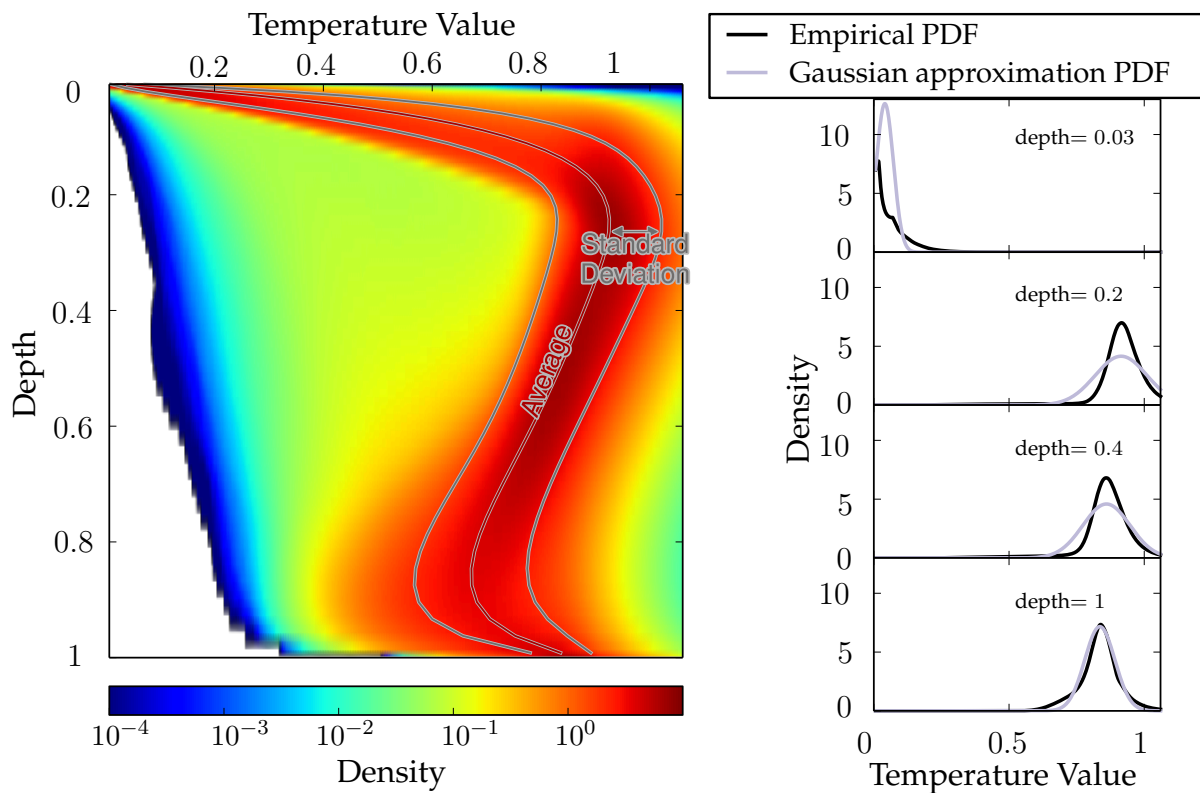 Temperature Value
0.2 0.4 0.6 0.8 1
0
0.2
0.4
0.6
0.8
1
Depth
Standard
Deviation
Average
10⁻⁴ 10⁻³ 10⁻² 10⁻¹ 10⁰
Density
Empirical PDF
Gaussian approximation PDF
10
5
0
depth= 0.03
10
5
0
depth= 0.2
10
5
0
depth= 0.4
10
5
0
depth= 1
Density
0 0.5 1
Temperature Value